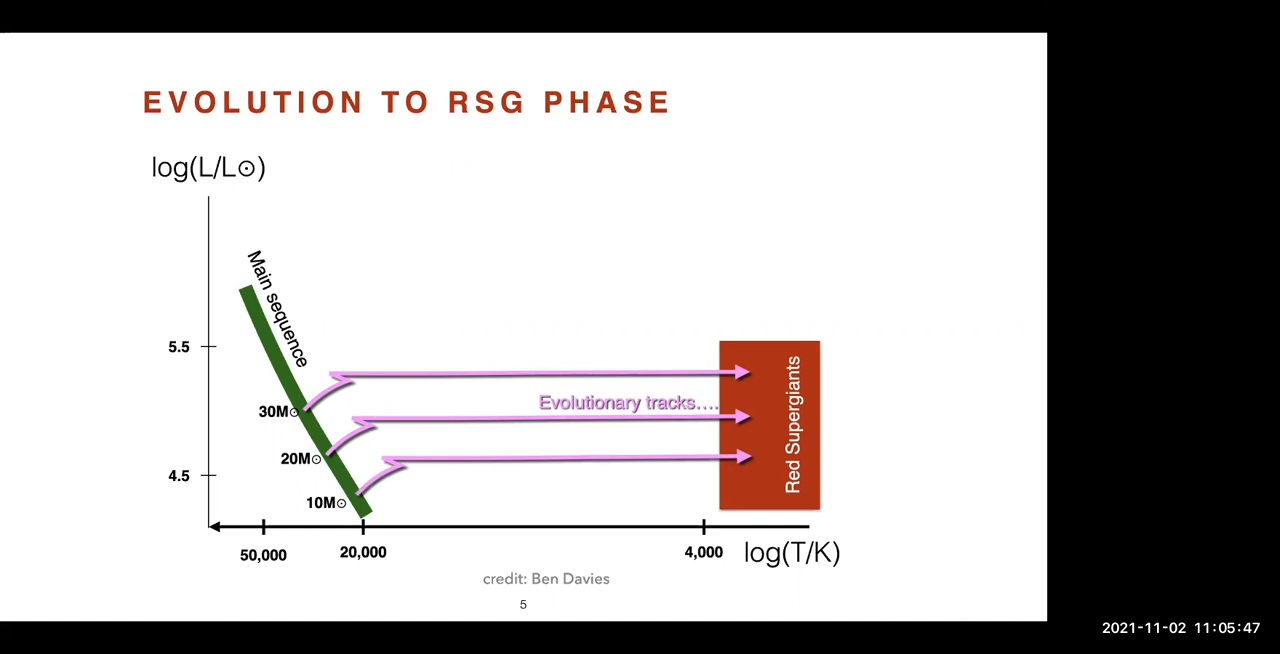 EVOLUTION TO RSG PHASE
log(L/L⊙)
Main sequence
5.5
30M⊙
Evolutionary tracks....
Red Supergiants
20M⊙
4.5
10M⊙
50,000
20,000
4,000
log(T/K)
credit: Ben Davies
5
2021-11-02 11:05:47